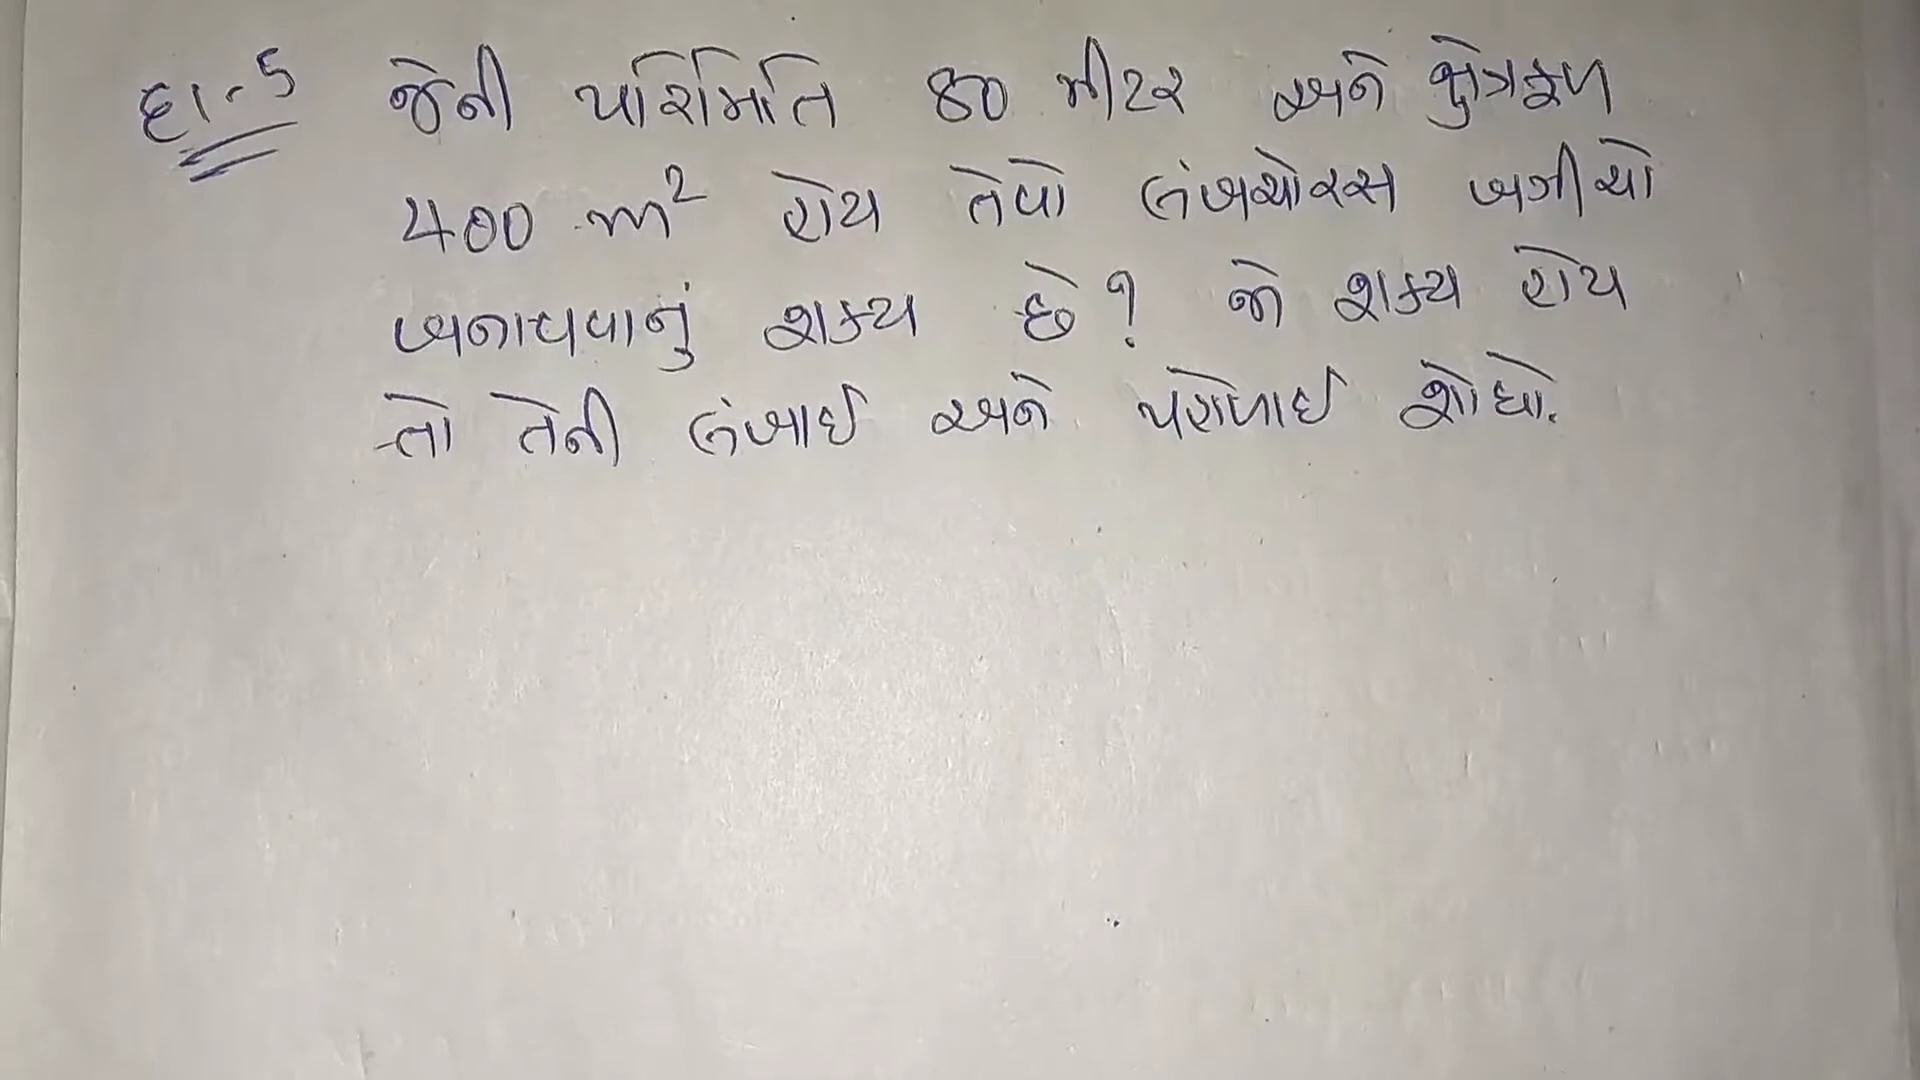 દા-5 જેની પરિમિતિ 80 મીટર અને ક્ષેત્રફળ
400 m² હોય તેવો લંબચોરસ બગીચો
બનાવવાનું શક્ય છે? જો શક્ય હોય
તો તેની લંબાઈ અને પહોળાઈ શોધો.